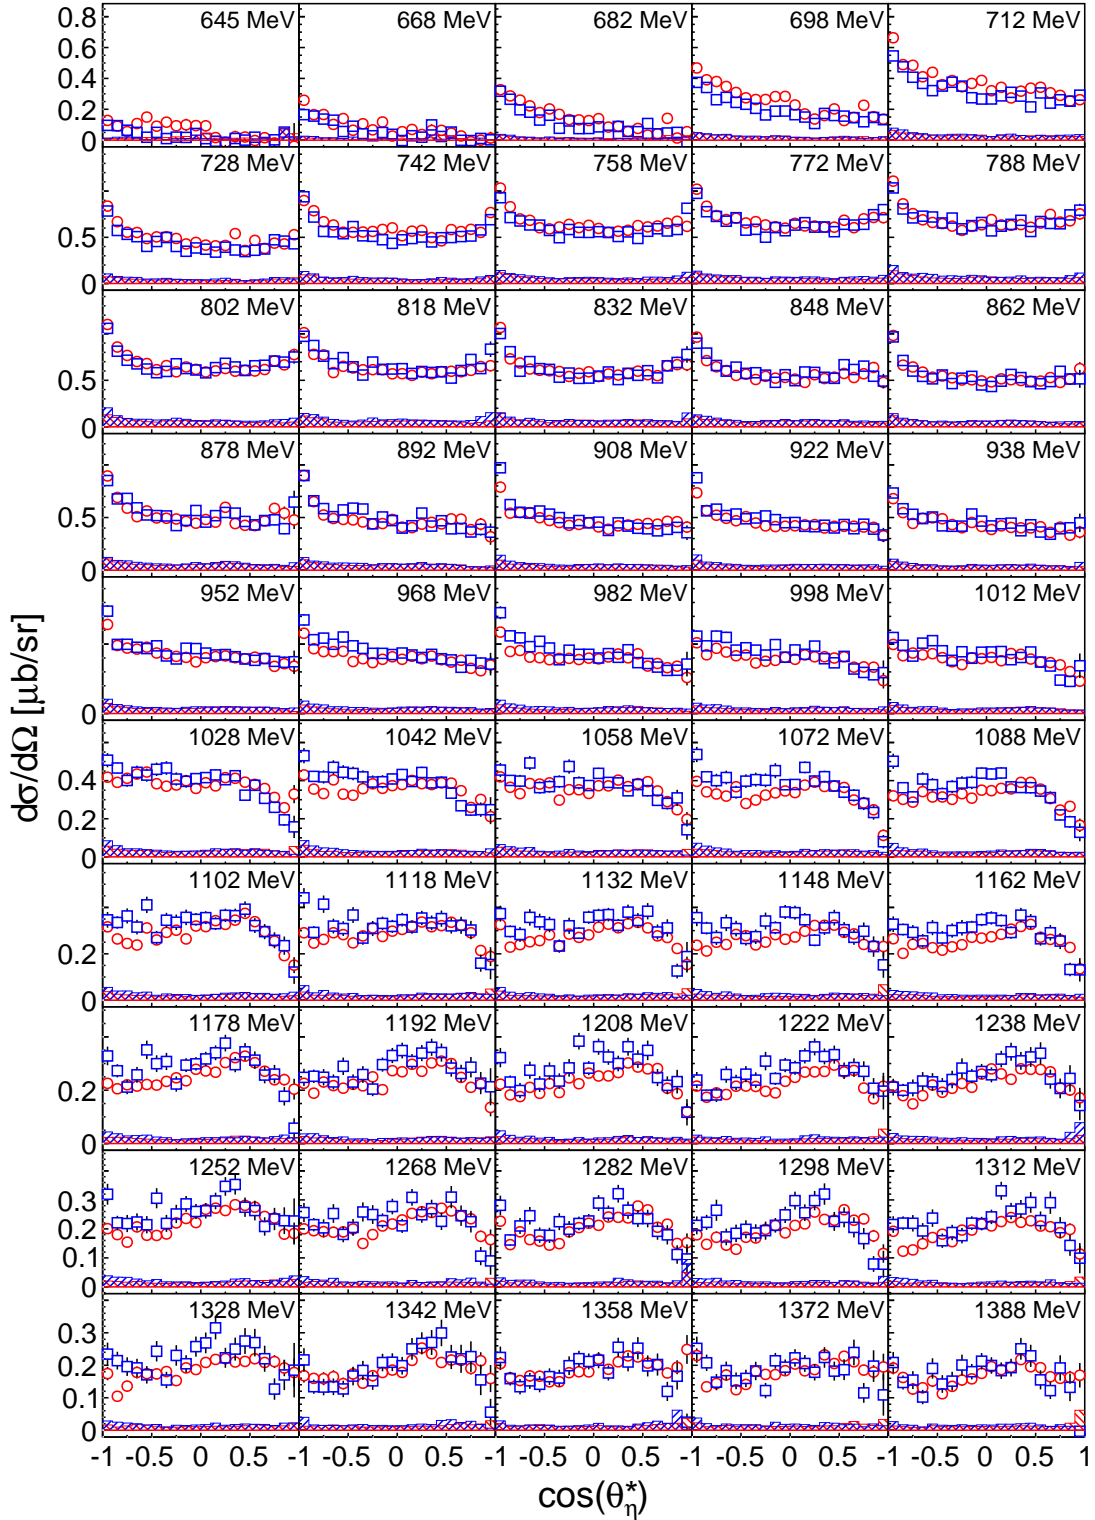 0.8 645 MeV 668 MeV 682 MeV 698 MeV 712 MeV
0.6
0.4
0.2
0
728 MeV 742 MeV 758 MeV 772 MeV 788 MeV
0.5
0
802 MeV 818 MeV 832 MeV 848 MeV 862 MeV
0.5
0
878 MeV 892 MeV 908 MeV 922 MeV 938 MeV
0.5
0
952 MeV 968 MeV 982 MeV 998 MeV 1012 MeV
0
dσ/dΩ [μb/sr]
1028 MeV 1042 MeV 1058 MeV 1072 MeV 1088 MeV
0.4
0.2
0
1102 MeV 1118 MeV 1132 MeV 1148 MeV 1162 MeV
0.2
0
1178 MeV 1192 MeV 1208 MeV 1222 MeV 1238 MeV
0.2
0
1252 MeV 1268 MeV 1282 MeV 1298 MeV 1312 MeV
0.3
0.2
0.1
0
1328 MeV 1342 MeV 1358 MeV 1372 MeV 1388 MeV
0.3
0.2
0.1
0
-1 -0.5 0 0.5 -1 -0.5 0 0.5 -1 -0.5 0 0.5 -1 -0.5 0 0.5 -1 -0.5 0 0.5 1
cos(θ*η)